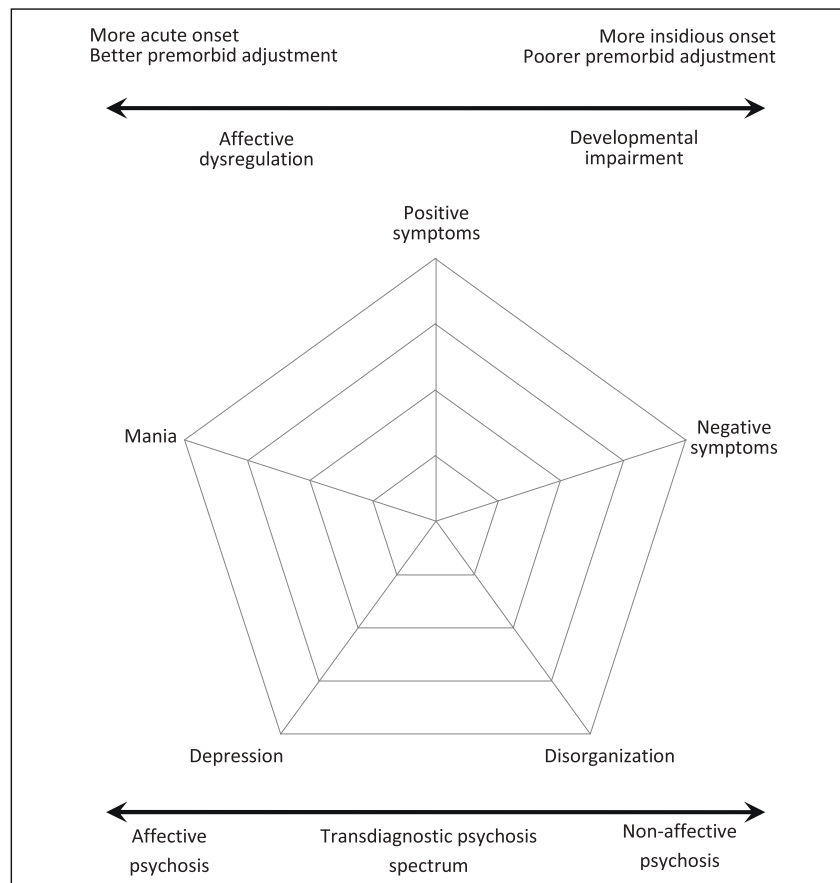 More acute onset
Better premorbid adjustment
More insidious onset
Poorer premorbid adjustment
Affective
dysregulation
Developmental
impairment
Positive
symptoms
Mania
Negative
symptoms
Depression
Disorganization
Affective
psychosis
Transdiagnostic psychosis
spectrum
Non-affective
psychosis